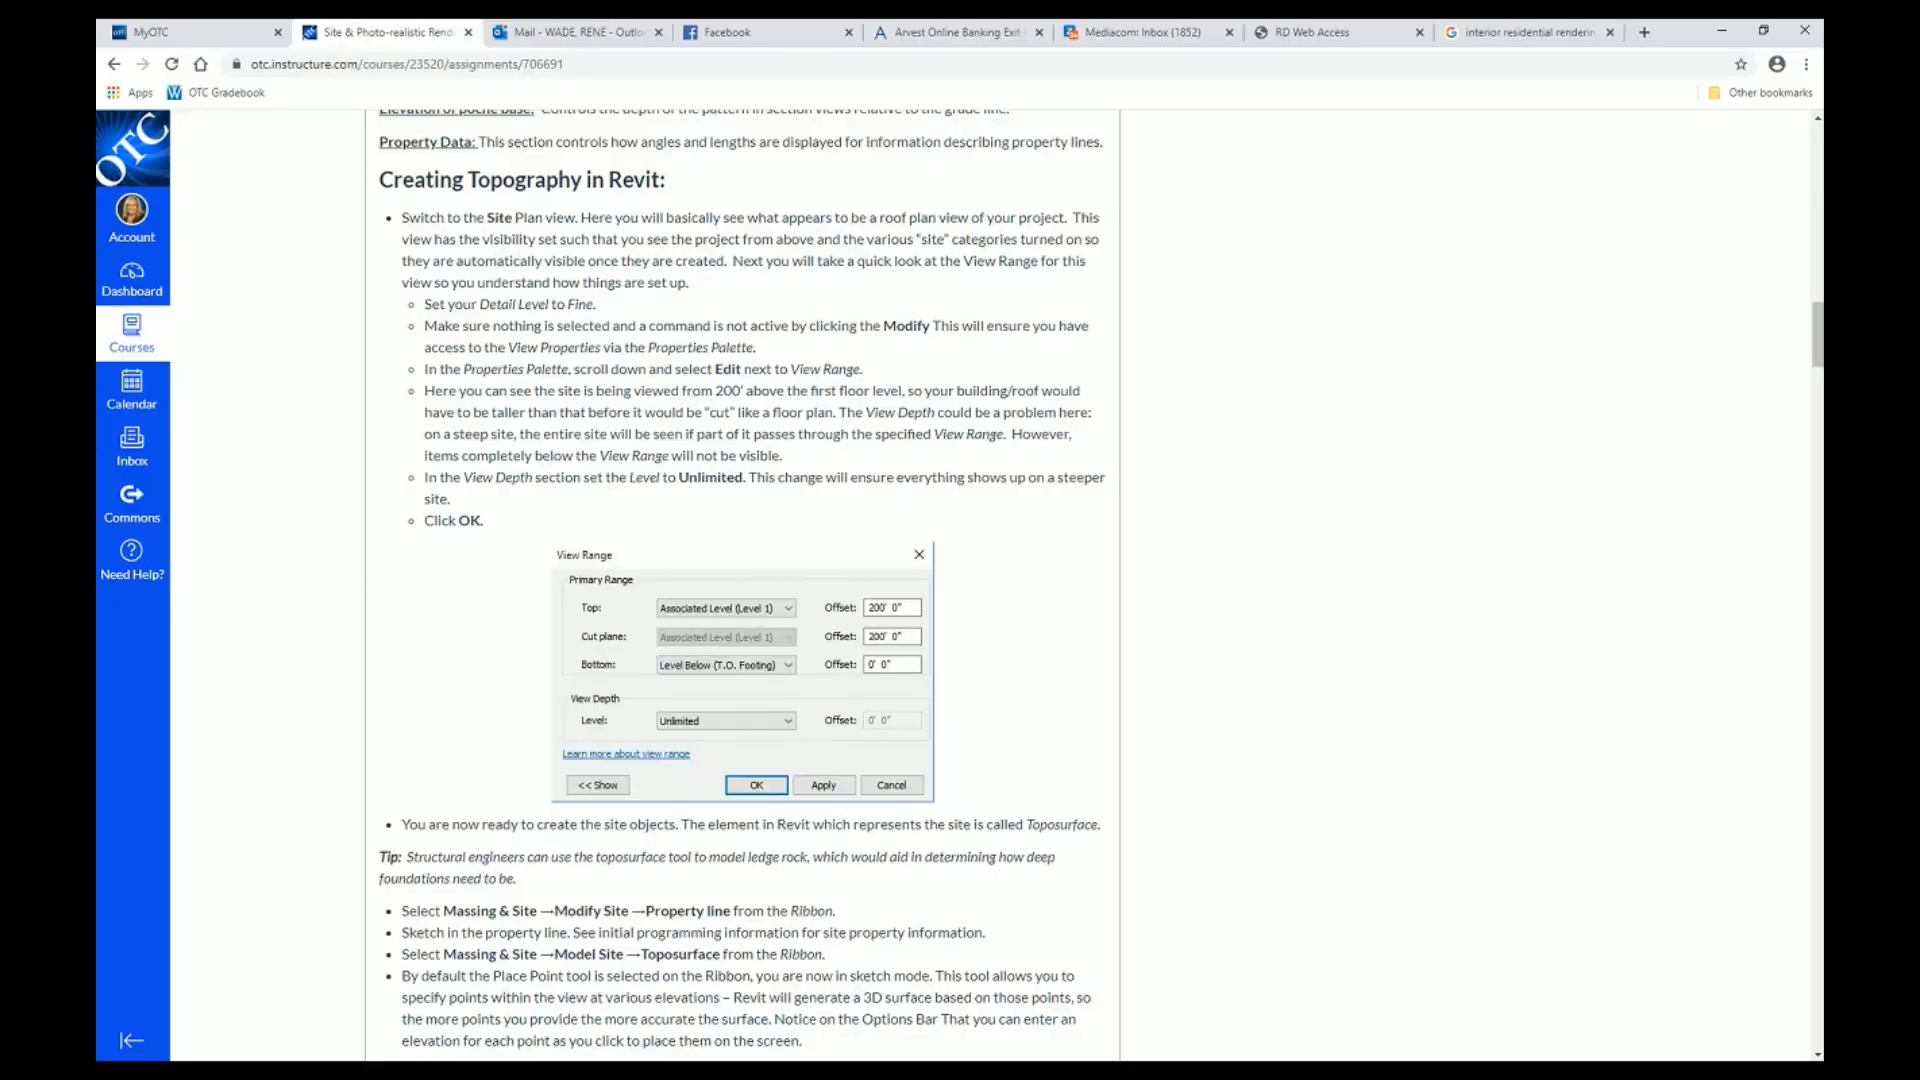 MyOTC
Site & Photo-realistic Rend
Mail - WADE, RENE - Outlo
Facebook
Arvest Online Banking Exit
Mediacom: Inbox (1852)
RD Web Access
interior residential renderin
otc.instructure.com/courses/23520/assignments/706691
Apps
OTC Gradebook
Other bookmarks
OTC
Account
Dashboard
Courses
Calendar
Inbox
Commons
Need Help?
Elevation of poche base: Controls the depth of the pattern in section views relative to the grade line.
Property Data: This section controls how angles and lengths are displayed for information describing property lines.
Creating Topography in Revit:
Switch to the Site Plan view. Here you will basically see what appears to be a roof plan view of your project. This
view has the visibility set such that you see the project from above and the various "site" categories turned on so
they are automatically visible once they are created. Next you will take a quick look at the View Range for this
view so you understand how things are set up.
Set your Detail Level to Fine.
Make sure nothing is selected and a command is not active by clicking the Modify This will ensure you have
access to the View Properties via the Properties Palette.
In the Properties Palette, scroll down and select Edit next to View Range.
Here you can see the site is being viewed from 200' above the first floor level, so your building/roof would
have to be taller than that before it would be "cut" like a floor plan. The View Depth could be a problem here:
on a steep site, the entire site will be seen if part of it passes through the specified View Range. However,
items completely below the View Range will not be visible.
In the View Depth section set the Level to Unlimited. This change will ensure everything shows up on a steeper
site.
Click OK.
View Range
Primary Range
Top: Associated Level (Level 1) Offset: 200' 0"
Cut plane: Associated Level (Level 1) Offset: 200' 0"
Bottom: Level Below (T.O. Footing) Offset: 0' 0"
View Depth
Level: Unlimited Offset: 0' 0"
Learn more about view range
<< Show OK Apply Cancel
You are now ready to create the site objects. The element in Revit which represents the site is called Toposurface.
Tip: Structural engineers can use the toposurface tool to model ledge rock, which would aid in determining how deep
foundations need to be.
Select Massing & Site →Modify Site →Property line from the Ribbon.
Sketch in the property line. See initial programming information for site property information.
Select Massing & Site →Model Site →Toposurface from the Ribbon.
By default the Place Point tool is selected on the Ribbon, you are now in sketch mode. This tool allows you to
specify points within the view at various elevations – Revit will generate a 3D surface based on those points, so
the more points you provide the more accurate the surface. Notice on the Options Bar That you can enter an
elevation for each point as you click to place them on the screen.